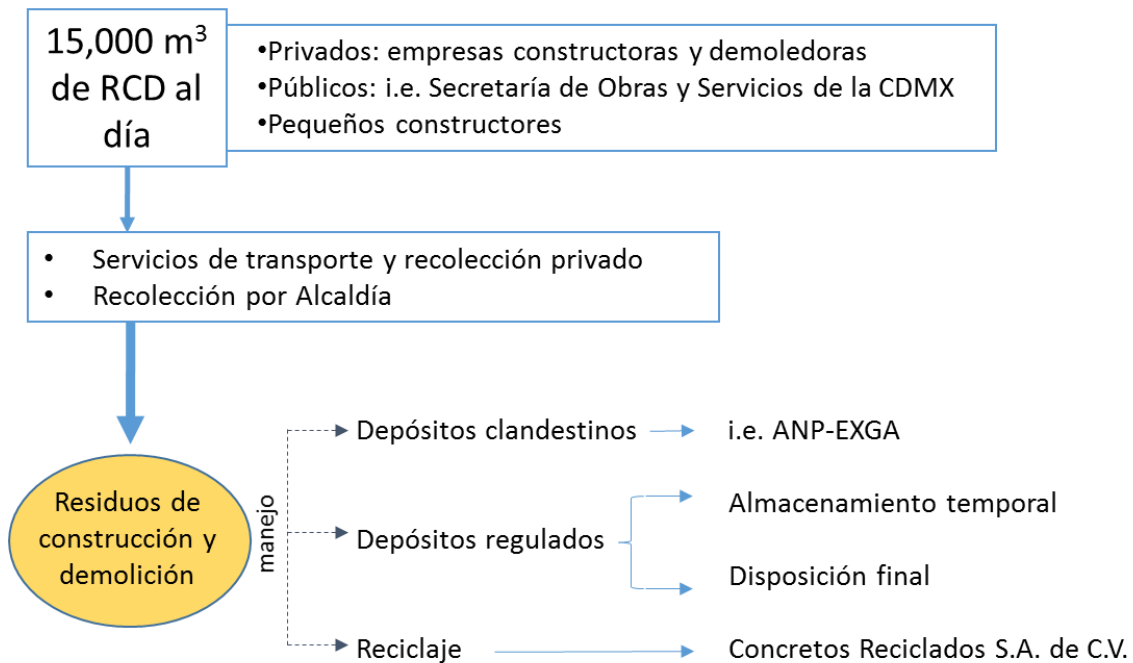 15,000 m³
de RCD al
día
•Privados: empresas constructoras y demoledoras
•Públicos: i.e. Secretaría de Obras y Servicios de la CDMX
•Pequeños constructores
• Servicios de transporte y recolección privado
• Recolección por Alcaldía
Residuos de
construcción y
demolición
manejo
Depósitos clandestinos
i.e. ANP-EXGA
Depósitos regulados
Almacenamiento temporal
Disposición final
Reciclaje
Concretos Reciclados S.A. de C.V.